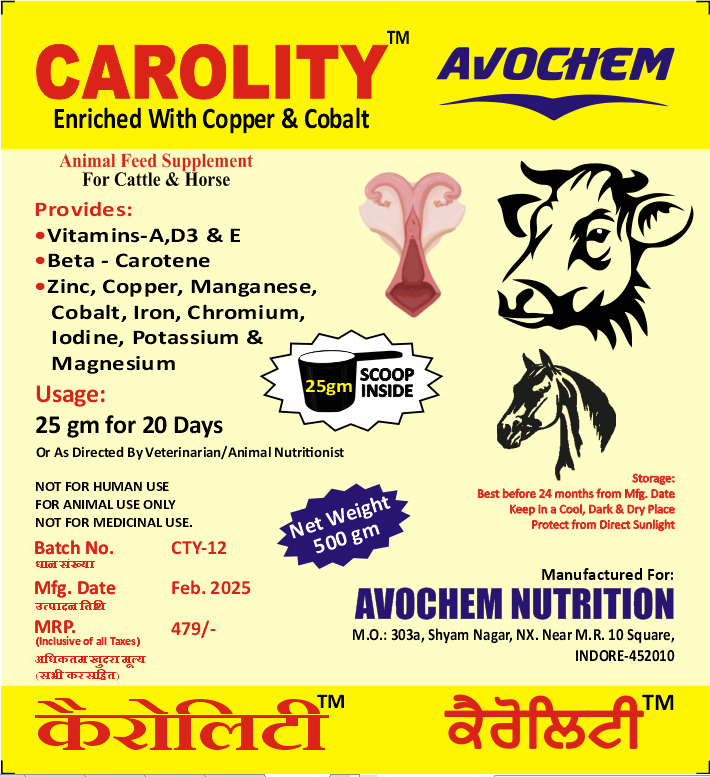 CAROLITY™
AVOCHEM
Enriched With Copper & Cobalt
Animal Feed Supplement
For Cattle & Horse
Provides:
•Vitamins-A,D3 & E
•Beta - Carotene
•Zinc, Copper, Manganese,
Cobalt, Iron, Chromium,
Iodine, Potassium &
Magnesium
25gm
SCOOP
INSIDE
Usage:
25 gm for 20 Days
Or As Directed By Veterinarian/Animal Nutritionist
NOT FOR HUMAN USE
FOR ANIMAL USE ONLY
NOT FOR MEDICINAL USE.
Net Weight
500 gm
Storage:
Best before 24 months from Mfg. Date
Keep in a Cool, Dark & Dry Place
Protect from Direct Sunlight
Batch No. CTY-12
धान संख्या
Mfg. Date Feb. 2025
उत्पादन तिथि
MRP. 479/-
(Inclusive of all Taxes)
अधिकतम खुदरा मूल्य
(सभी कर सहित)
Manufactured For:
AVOCHEM NUTRITION
M.O.: 303a, Shyam Nagar, NX. Near M.R. 10 Square,
INDORE-452010
कैरोलिटी™
ਕੈਰੋਲਿਟੀ™